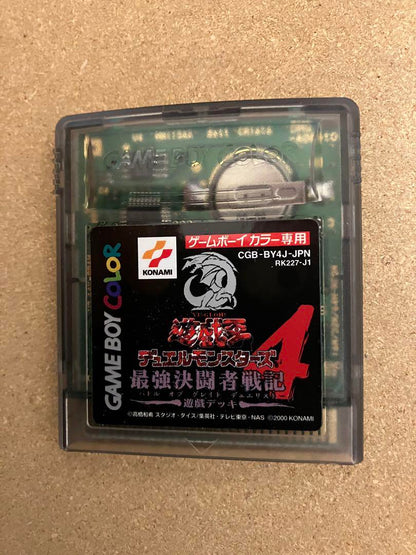 GAME BOY COLOR
GAME BOY COLOR
KONAMI
ゲームボーイカラー専用
CGB-BY4J-JPN
RK227-J1
YU-GI-OH!
遊戯王
デュエルモンスターズ4
最強決闘者戦記
バトル オブ グレイト デュエリスト
遊戯デッキ
©高橋和希 スタジオ・ダイス/集英社・テレビ東京・NAS ©2000 KONAMI